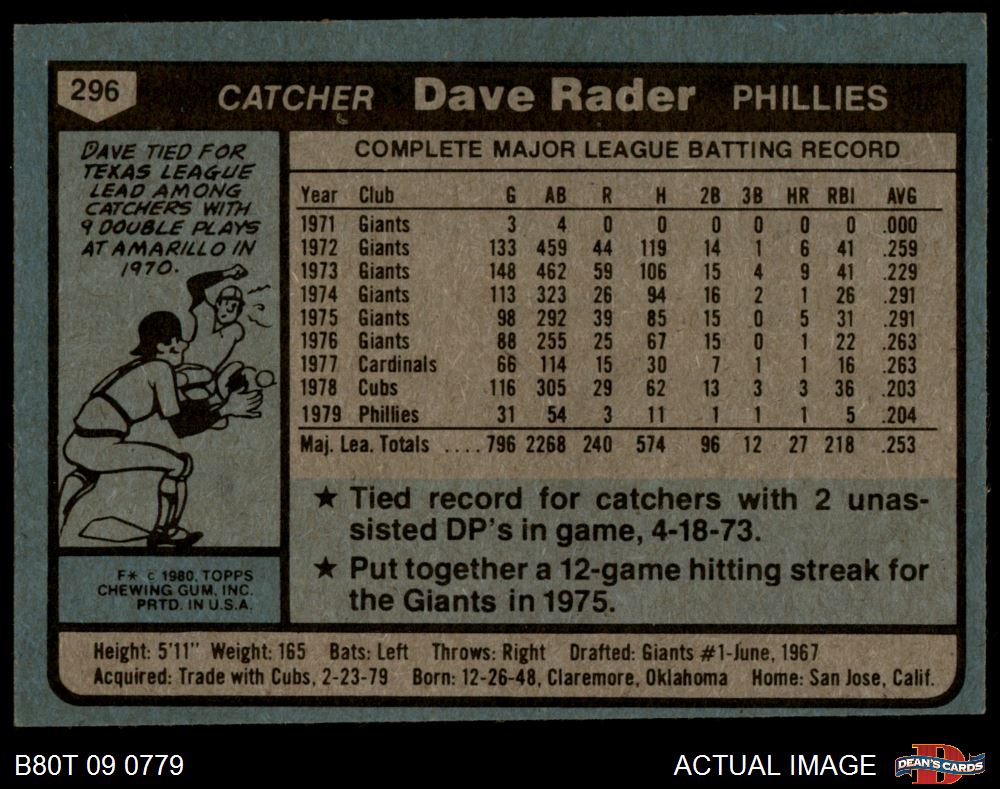 296
CATCHER Dave Rader PHILLIES
DAVE TIED FOR
TEXAS LEAGUE
LEAD AMONG
CATCHERS WITH
9 DOUBLE PLAYS
AT AMARILLO IN
1970.
COMPLETE MAJOR LEAGUE BATTING RECORD
Year Club G AB R H 2B 3B HR RBI AVG
1971 Giants 3 4 0 0 0 0 0 0 .000
1972 Giants 133 459 44 119 14 1 6 41 .259
1973 Giants 148 462 59 106 15 4 9 41 .229
1974 Giants 113 323 26 94 16 2 1 26 .291
1975 Giants 98 292 39 85 15 0 5 31 .291
1976 Giants 88 255 25 67 15 0 1 22 .263
1977 Cardinals 66 114 15 30 7 1 1 16 .263
1978 Cubs 116 305 29 62 13 3 3 36 .203
1979 Phillies 31 54 3 11 1 1 1 5 .204
Maj. Lea. Totals .... 796 2268 240 574 96 12 27 218 .253
★ Tied record for catchers with 2 unas-
sisted DP's in game, 4-18-73.
★ Put together a 12-game hitting streak for
the Giants in 1975.
F* © 1980, TOPPS
CHEWING GUM, INC.
PRTD. IN U.S.A.
Height: 5'11" Weight: 165 Bats: Left Throws: Right Drafted: Giants #1-June, 1967
Acquired: Trade with Cubs, 2-23-79 Born: 12-26-48, Claremore, Oklahoma Home: San Jose, Calif.
B80T 09 0779
ACTUAL IMAGE
D
DEAN'S CARDS